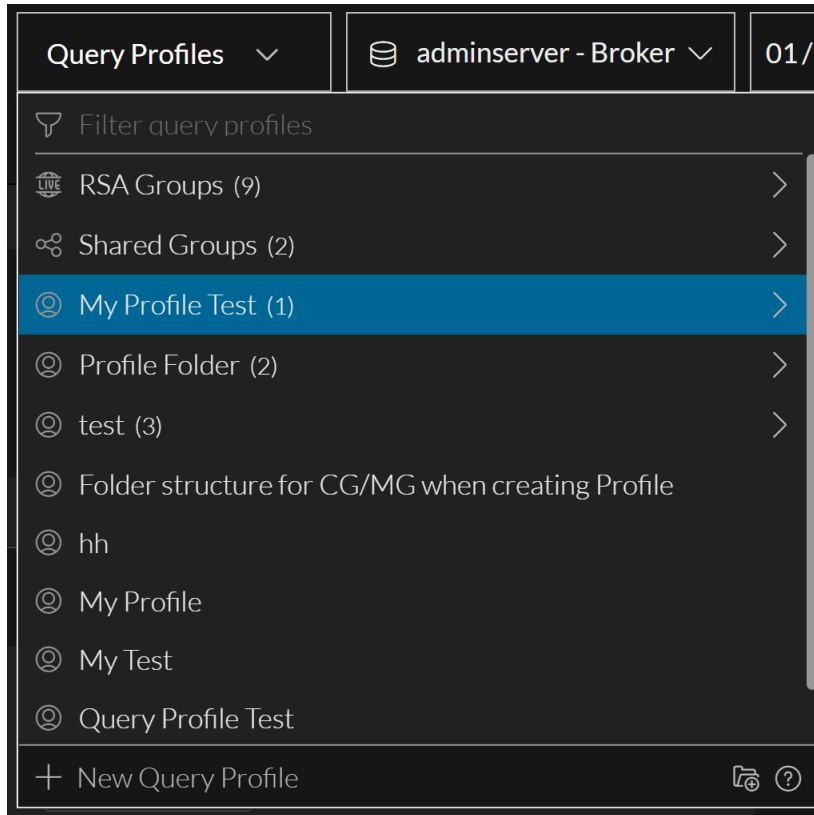 Query Profiles
adminserver - Broker
01/
Filter query profiles
LIVE RSA Groups (9)
Shared Groups (2)
My Profile Test (1)
Profile Folder (2)
test (3)
Folder structure for CG/MG when creating Profile
hh
My Profile
My Test
Query Profile Test
New Query Profile